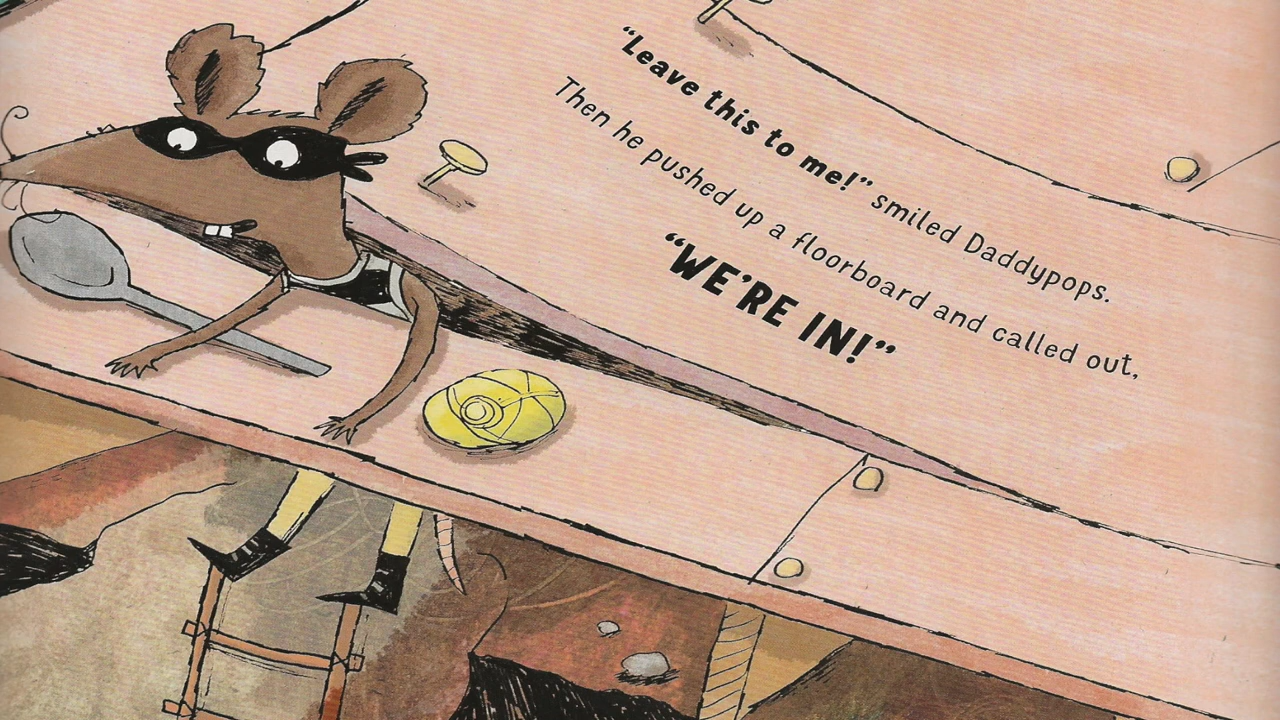 “Leave this to me!” smiled Daddypops.
Then he pushed up a floorboard and called out,
“WE’RE IN!”